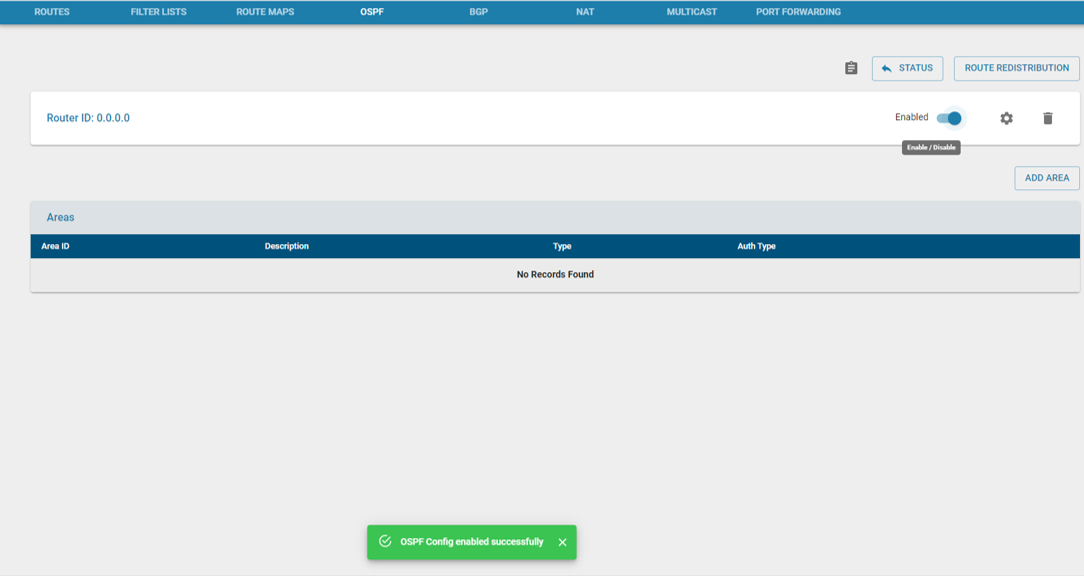 ROUTES FILTER LISTS ROUTE MAPS OSPF BGP NAT MULTICAST PORT FORWARDING
STATUS ROUTE REDISTRIBUTION
Router ID: 0.0.0.0 Enabled
Enable / Disable
ADD AREA
Areas
Area ID Description Type Auth Type
No Records Found
OSPF Config enabled successfully